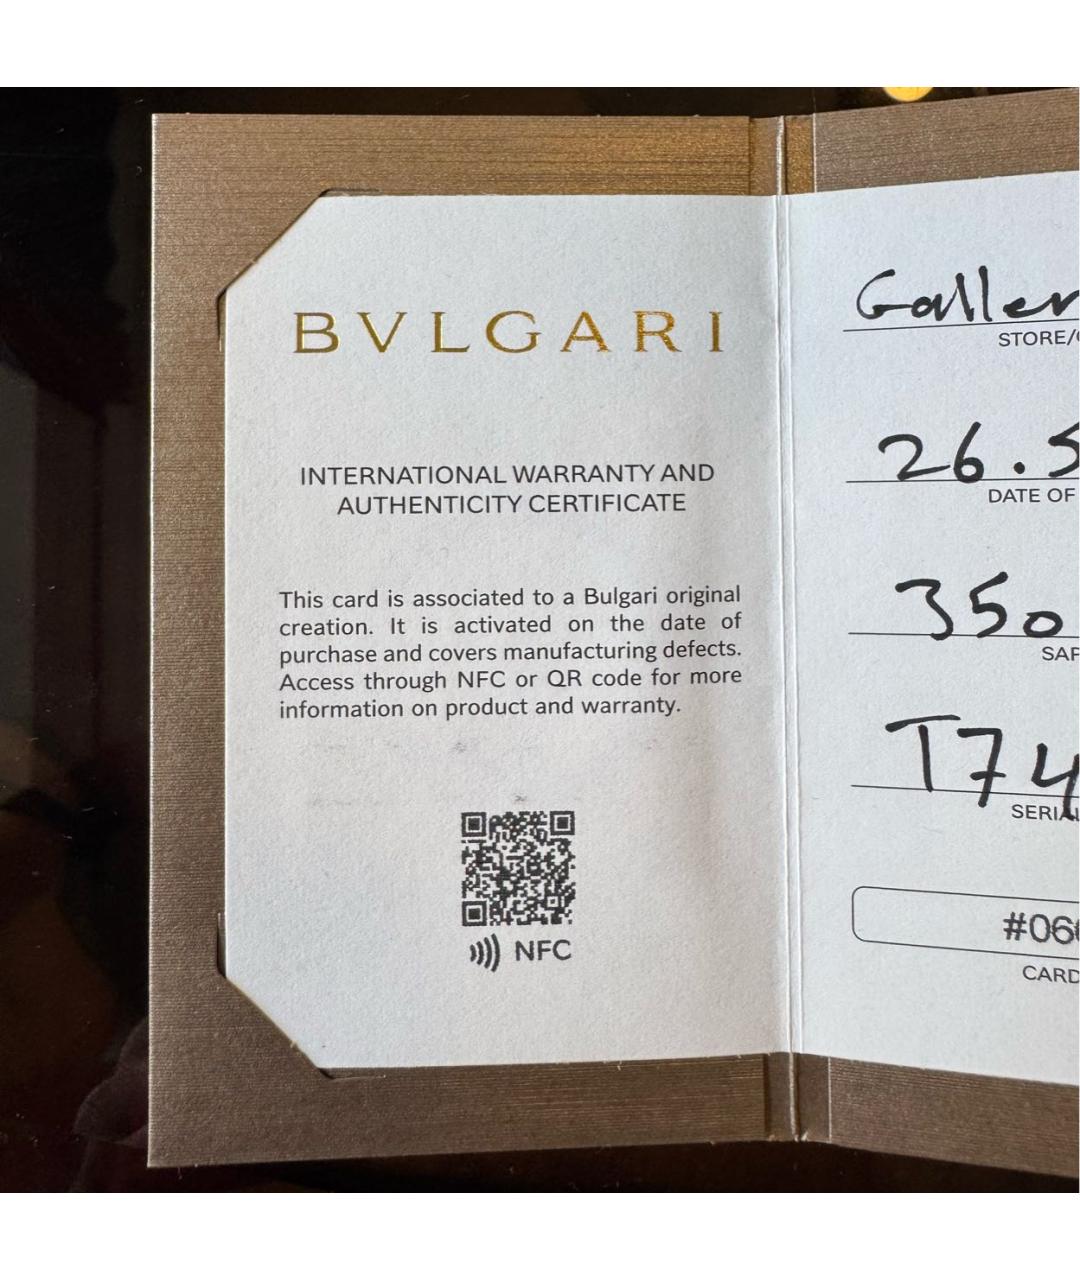 BVLGARI
INTERNATIONAL WARRANTY AND
AUTHENTICITY CERTIFICATE
This card is associated to a Bulgari original
creation. It is activated on the date of
purchase and covers manufacturing defects.
Access through NFC or QR code for more
information on product and warranty.
NFC
Galler
STORE/
26.5
DATE OF
350
SAP
T74
SERIAL
#06
CARD